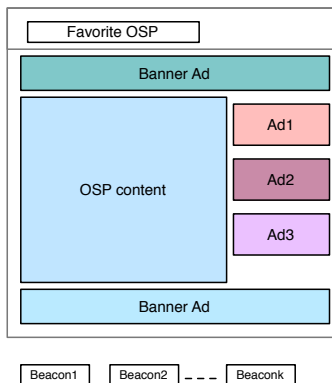 Favorite OSP
Banner Ad
Ad1
OSP content
Ad2
Ad3
Banner Ad
Beacon1 Beacon2 Beaconk